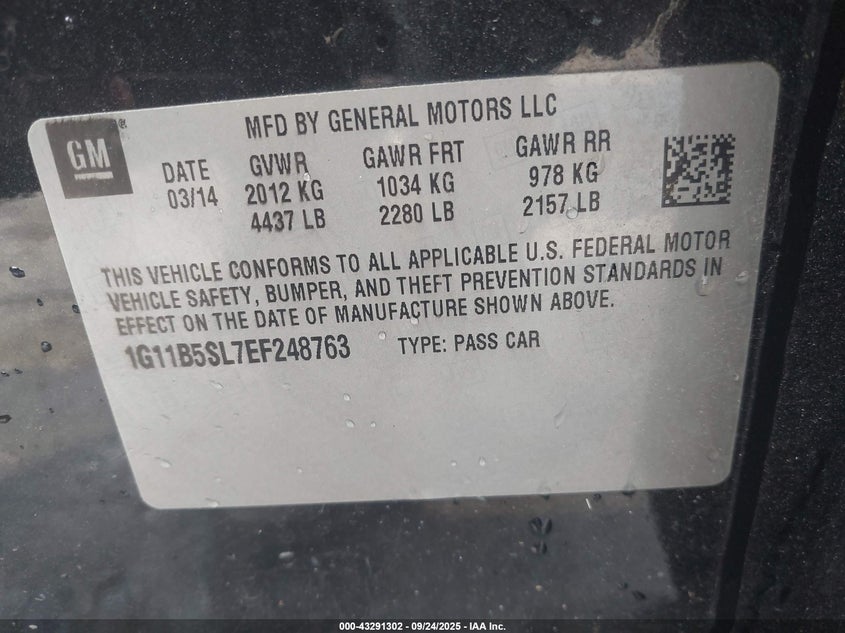 GM
MFD BY GENERAL MOTORS LLC
DATE GVWR GAWR FRT GAWR RR
03/14 2012 KG 1034 KG 978 KG
4437 LB 2280 LB 2157 LB
THIS VEHICLE CONFORMS TO ALL APPLICABLE U.S. FEDERAL MOTOR
VEHICLE SAFETY, BUMPER, AND THEFT PREVENTION STANDARDS IN
EFFECT ON THE DATE OF MANUFACTURE SHOWN ABOVE.
1G11B5SL7EF248763 TYPE: PASS CAR
000-43291302 - 09/24/2025 - IAA Inc.